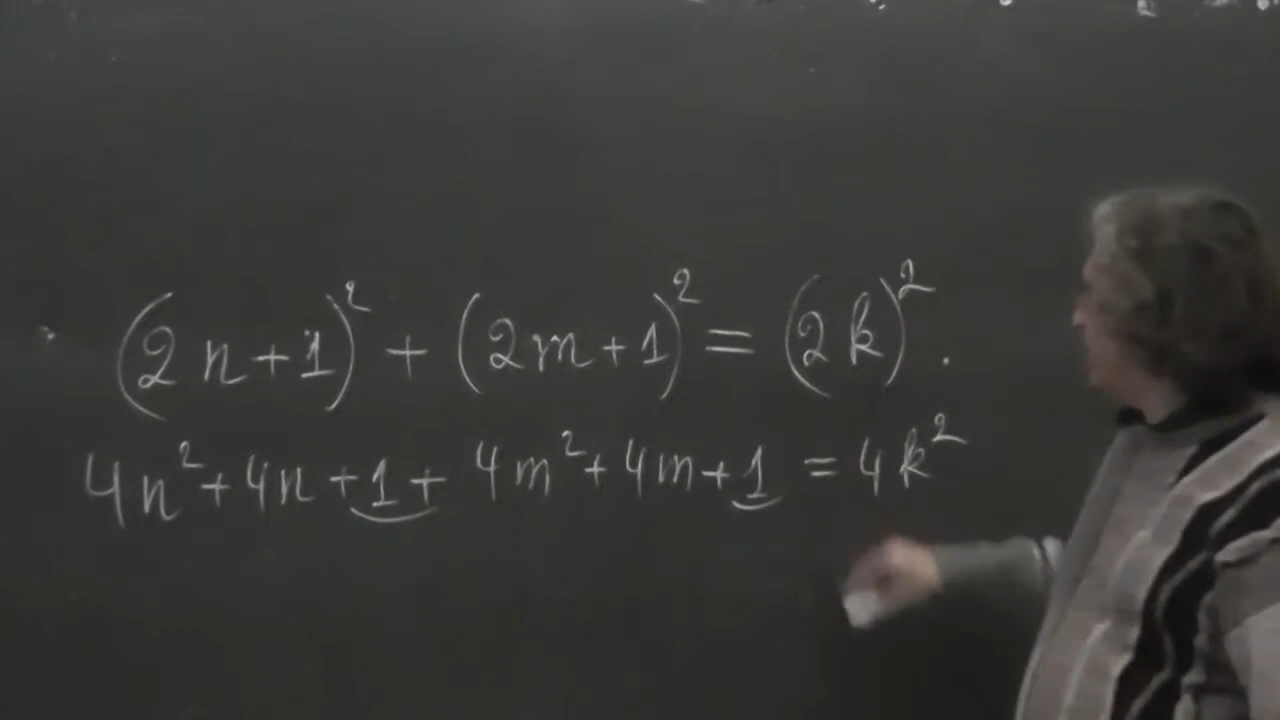 (2n+1)² + (2m+1)² = (2k)².
4n² + 4n + 1 + 4m² + 4m + 1 = 4k²